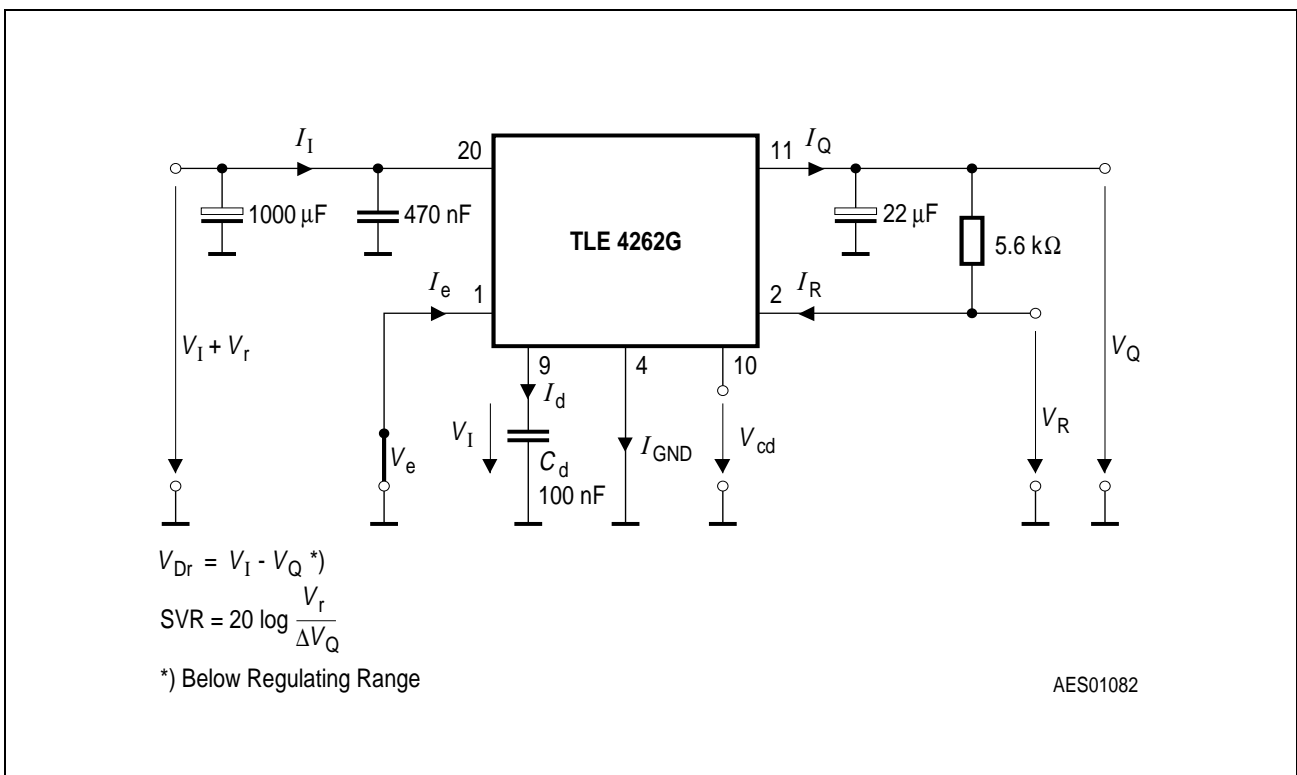 I_I
20
11
I_Q
1000 µF
470 nF
TLE 4262G
22 µF
5.6 kΩ
I_e
1
2
I_R
V_I + V_r
9
4
10
V_Q
I_d
V_I
V_R
V_e
C_d
I_GND
V_cd
100 nF
V_Dr = V_I - V_Q *)
SVR = 20 log V_r / ΔV_Q
*) Below Regulating Range
AES01082